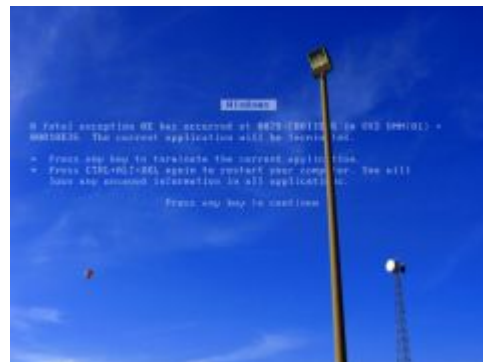 Windows
A fatal exception 0E has occurred at in VXD VMM(01) +
00010E36. The current application will be terminated.
* Press any key to terminate the current application.
* Press CTRL+ALT+DEL again to restart your computer. You will
lose any unsaved information in all applications.
Press any key to continue